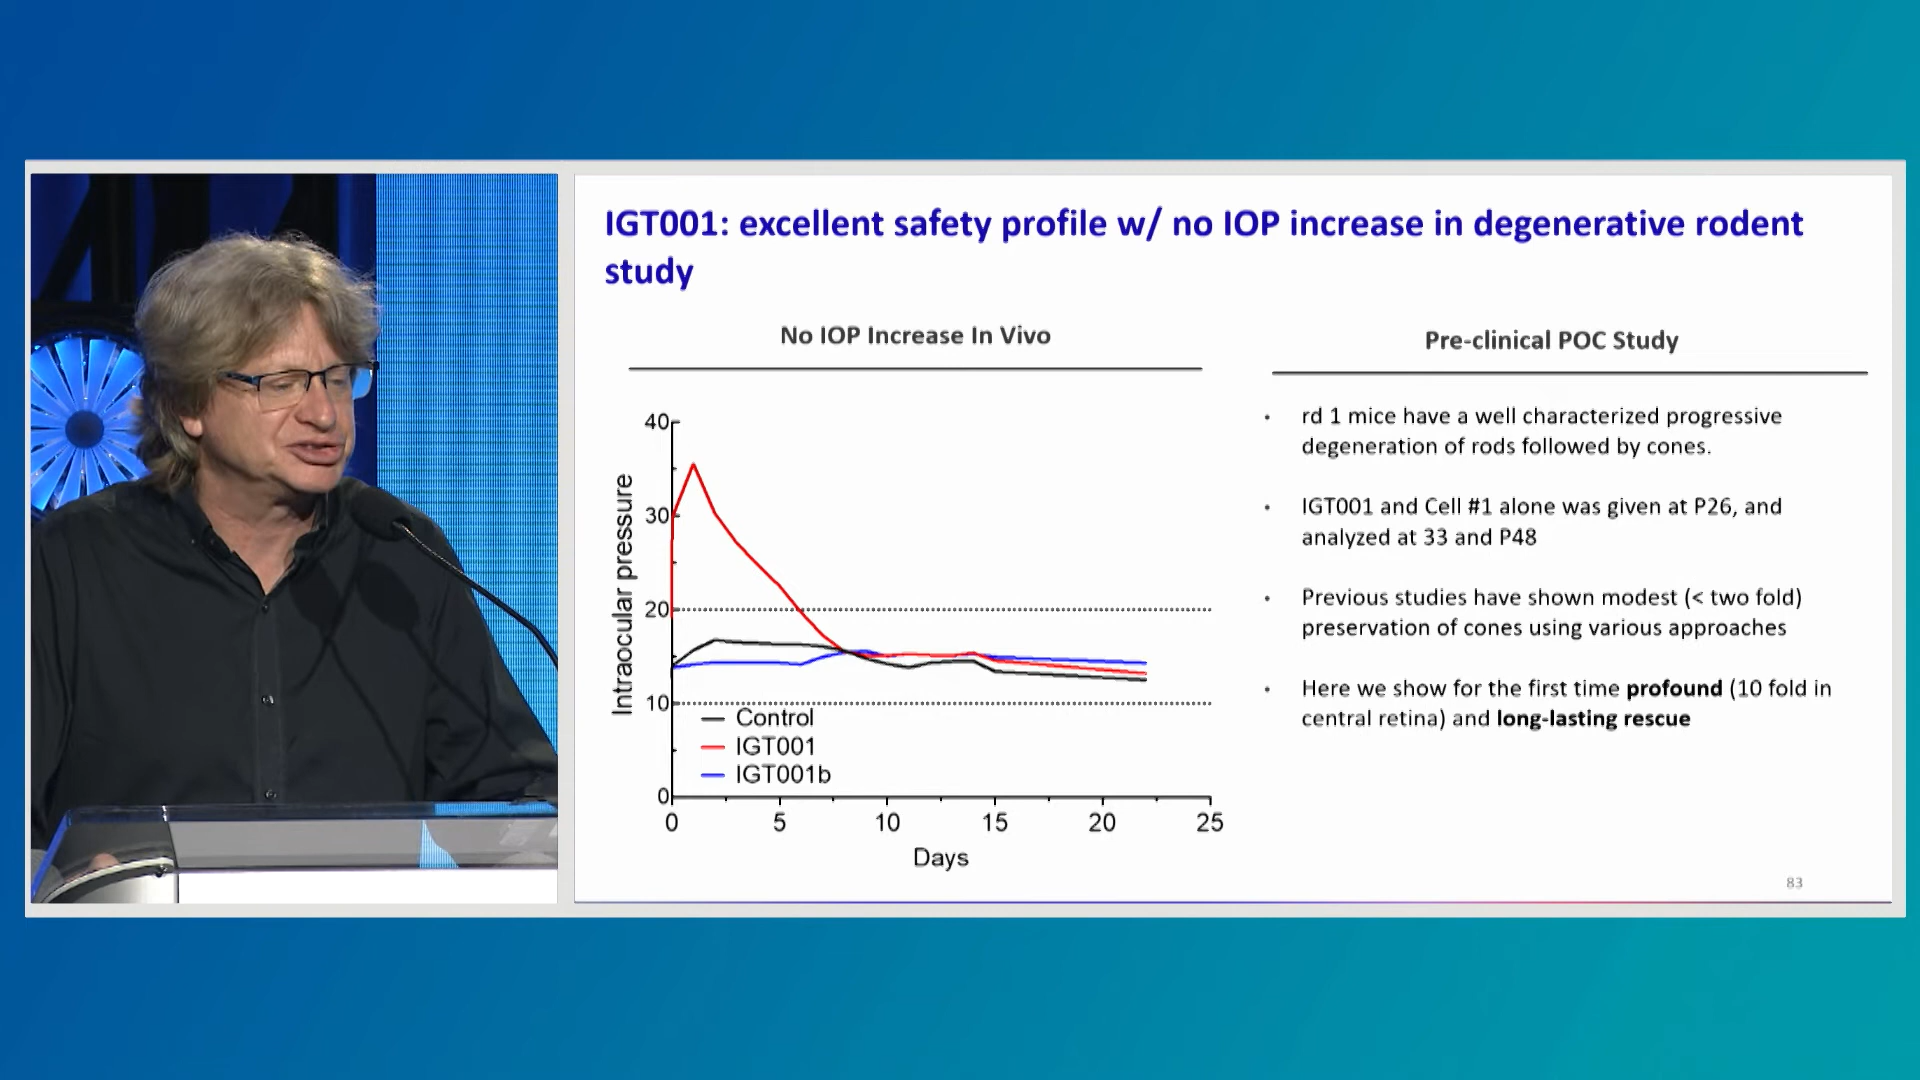 IGT001: excellent safety profile w/ no IOP increase in degenerative rodent
study
No IOP Increase In Vivo
40
30
20
10
0
Intraocular pressure
Control
IGT001
IGT001b
0 5 10 15 20 25
Days
Pre-clinical POC Study
• rd 1 mice have a well characterized progressive
degeneration of rods followed by cones.
• IGT001 and Cell #1 alone was given at P26, and
analyzed at 33 and P48
• Previous studies have shown modest (< two fold)
preservation of cones using various approaches
• Here we show for the first time profound (10 fold in
central retina) and long-lasting rescue
83